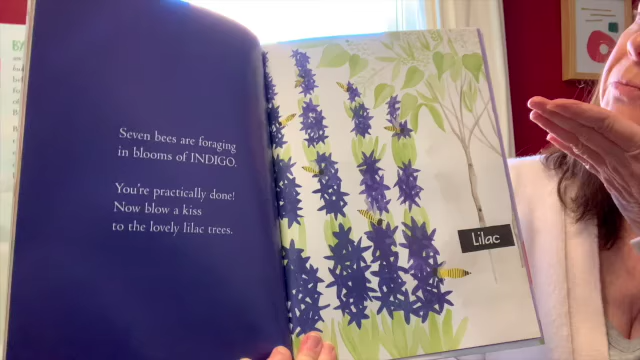 Seven bees are foraging
in blooms of INDIGO.
You're practically done!
Now blow a kiss
to the lovely lilac trees.
Lilac